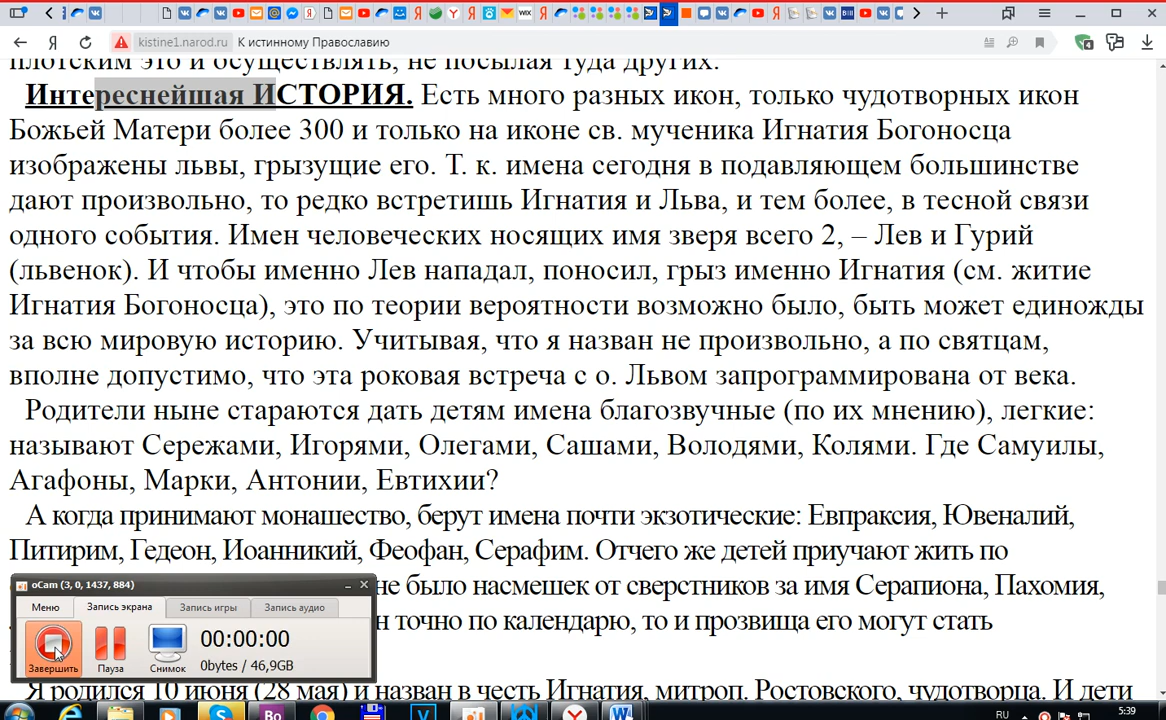 kistine1.narod.ru К истинному Православию
плотским это и осуществлять, не посылая туда других.
Интереснейшая ИСТОРИЯ. Есть много разных икон, только чудотворных икон
Божьей Матери более 300 и только на иконе св. мученика Игнатия Богоносца
изображены львы, грызущие его. Т. к. имена сегодня в подавляющем большинстве
дают произвольно, то редко встретишь Игнатия и Льва, и тем более, в тесной связи
одного события. Имен человеческих носящих имя зверя всего 2, – Лев и Гурий
(львенок). И чтобы именно Лев нападал, поносил, грыз именно Игнатия (см. житие
Игнатия Богоносца), это по теории вероятности возможно было, быть может единожды
за всю мировую историю. Учитывая, что я назван не произвольно, а по святцам,
вполне допустимо, что эта роковая встреча с о. Львом запрограммирована от века.
Родители ныне стараются дать детям имена благозвучные (по их мнению), легкие:
называют Сережами, Игорями, Олегами, Сашами, Володями, Колями. Где Самуилы,
Агафоны, Марки, Антонии, Евтихии?
А когда принимают монашество, берут имена почти экзотические: Евпраксия, Ювеналий,
Питирим, Гедеон, Иоанникий, Феофан, Серафим. Отчего же детей приучают жить по
не было насмешек от сверстников за имя Серапиона, Пахомия,
н точно по календарю, то и прозвища его могут стать
oCam (3, 0, 1437, 884)
Меню Запись экрана Запись игры Запись аудио
00:00:00
0bytes / 46,9GB
Завершить Пауза Снимок
Я родился 10 июня (28 мая) и назван в честь Игнатия, митроп. Ростовского, чудотворца. И дети
RU 5:39